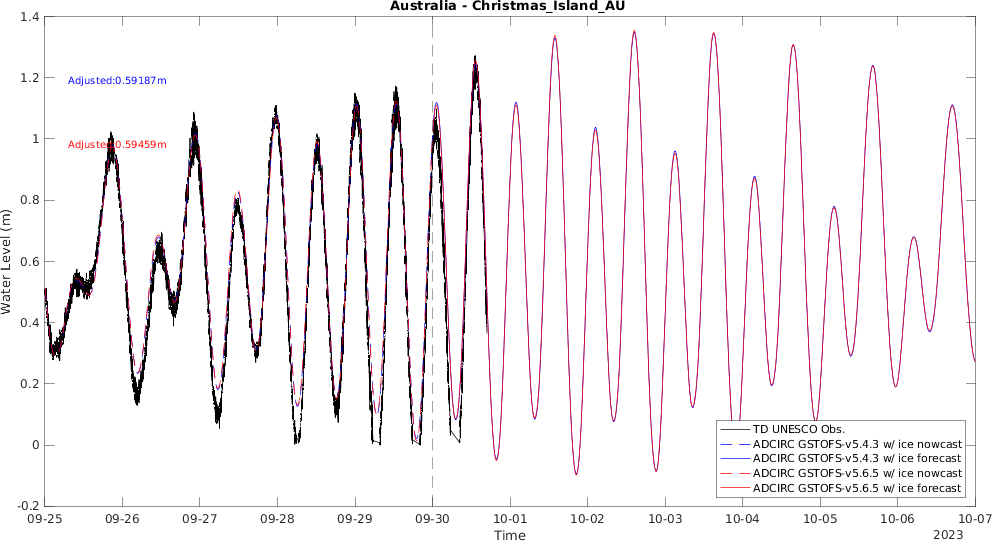 Australia - Christmas_Island_AU
1.4
1.2
1
0.8
0.6
0.4
0.2
0
-0.2
Water Level (m)
Adjusted:0.59187m
Adjusted:0.59459m
TD UNESCO Obs.
ADCIRC GSTOFS-v5.4.3 w/ ice nowcast
ADCIRC GSTOFS-v5.4.3 w/ ice forecast
ADCIRC GSTOFS-v5.6.5 w/ ice nowcast
ADCIRC GSTOFS-v5.6.5 w/ ice forecast
09-25 09-26 09-27 09-28 09-29 09-30 10-01 10-02 10-03 10-04 10-05 10-06 10-07
Time
2023